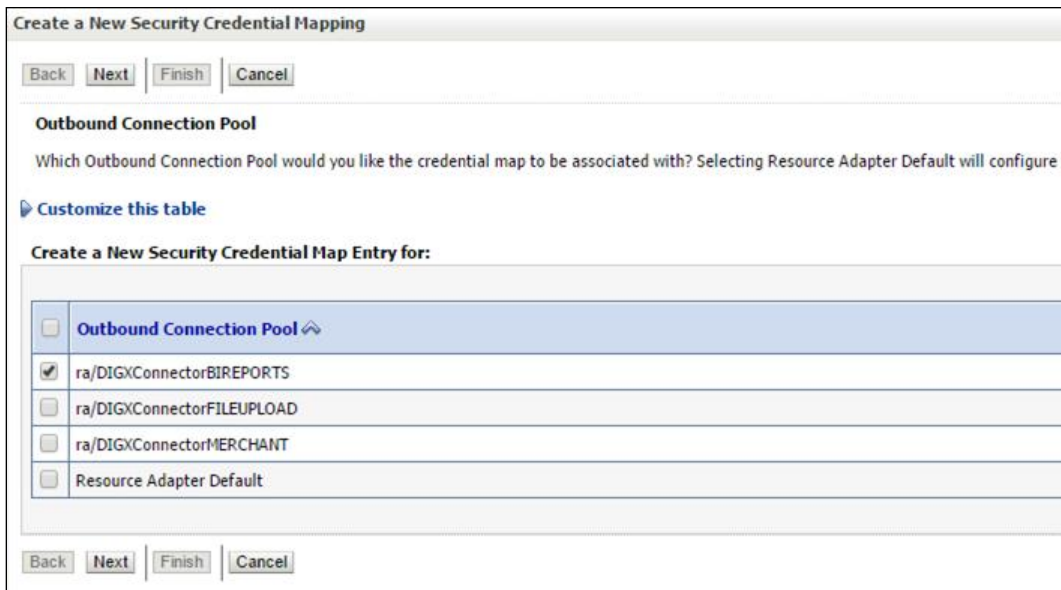 Create a New Security Credential Mapping
Back Next Finish Cancel
Outbound Connection Pool
Which Outbound Connection Pool would you like the credential map to be associated with? Selecting Resource Adapter Default will configure
Customize this table
Create a New Security Credential Map Entry for:
Outbound Connection Pool
ra/DIGXConnectorBIREPORTS
ra/DIGXConnectorFILEUPLOAD
ra/DIGXConnectorMERCHANT
Resource Adapter Default
Back Next Finish Cancel